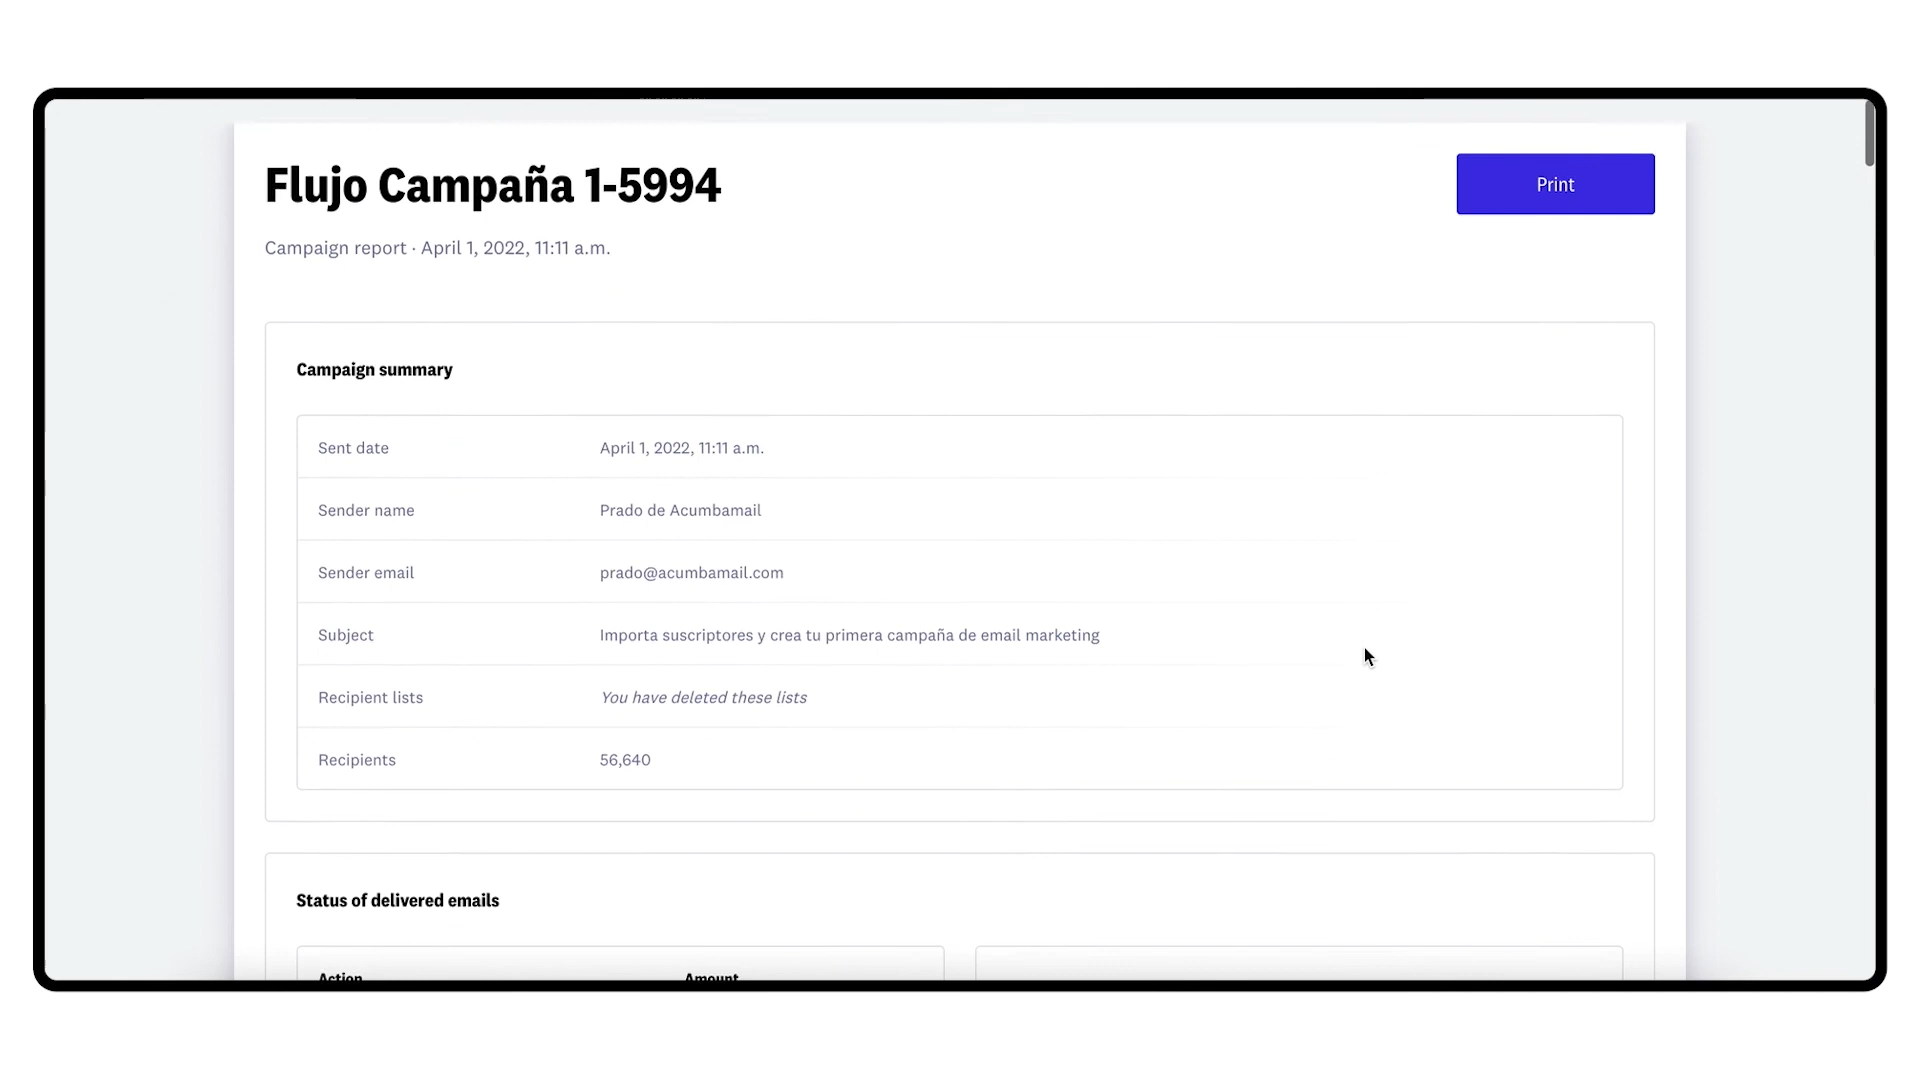 Flujo Campaña 1-5994
Print
Campaign report · April 1, 2022, 11:11 a.m.
Campaign summary
Sent date April 1, 2022, 11:11 a.m.
Sender name Prado de Acumbamail
Sender email prado@acumbamail.com
Subject Importa suscriptores y crea tu primera campaña de email marketing
Recipient lists You have deleted these lists
Recipients 56,640
Status of delivered emails
Action Amount